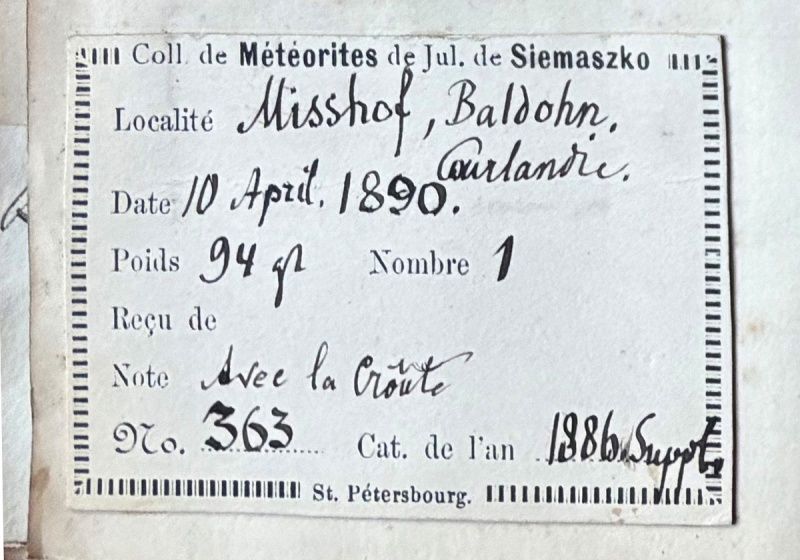 Coll. de Météorites de Jul. de Siemaszko
Localité Misshof, Baldohn,
Courlandie.
Date 10 April. 1890.
Poids 94 gr Nombre 1
Reçu de
Note Avec la Croûte
No. 363 Cat. de l'an 1886. Suppt.
St. Pétersbourg.